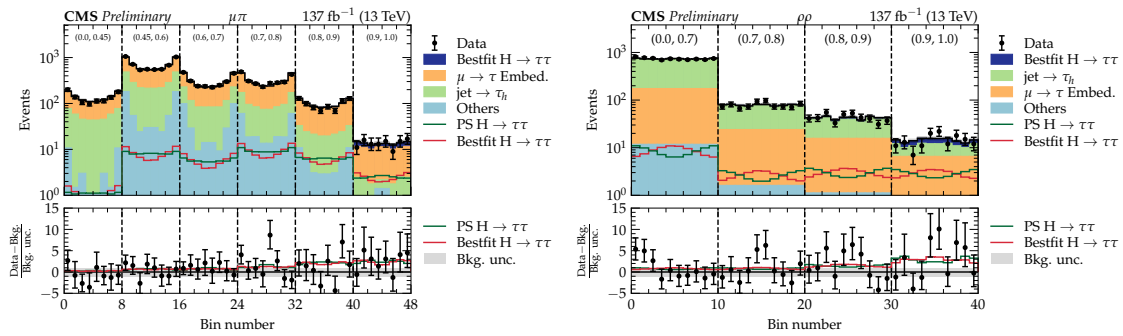 CMS Preliminary μπ 137 fb⁻¹ (13 TeV)
(0.0, 0.45) (0.45, 0.6) (0.6, 0.7) (0.7, 0.8) (0.8, 0.9) (0.9, 1.0)
Events
10³
10²
10¹
10⁰
Data
Bestfit H → ττ
μ → τ Embed.
jet → τₕ
Others
PS H → ττ
Bestfit H → ττ
Data−Bkg.
Bkg. unc.
15
10
5
0
−5
PS H → ττ
Bestfit H → ττ
Bkg. unc.
0 8 16 24 32 40 48
Bin number
CMS Preliminary ρρ 137 fb⁻¹ (13 TeV)
(0.0, 0.7) (0.7, 0.8) (0.8, 0.9) (0.9, 1.0)
Events
10³
10²
10¹
10⁰
Data
Bestfit H → ττ
jet → τₕ
μ → τ Embed.
Others
PS H → ττ
Bestfit H → ττ
Data−Bkg.
Bkg. unc.
15
10
5
0
−5
PS H → ττ
Bestfit H → ττ
Bkg. unc.
0 10 20 30 40
Bin number